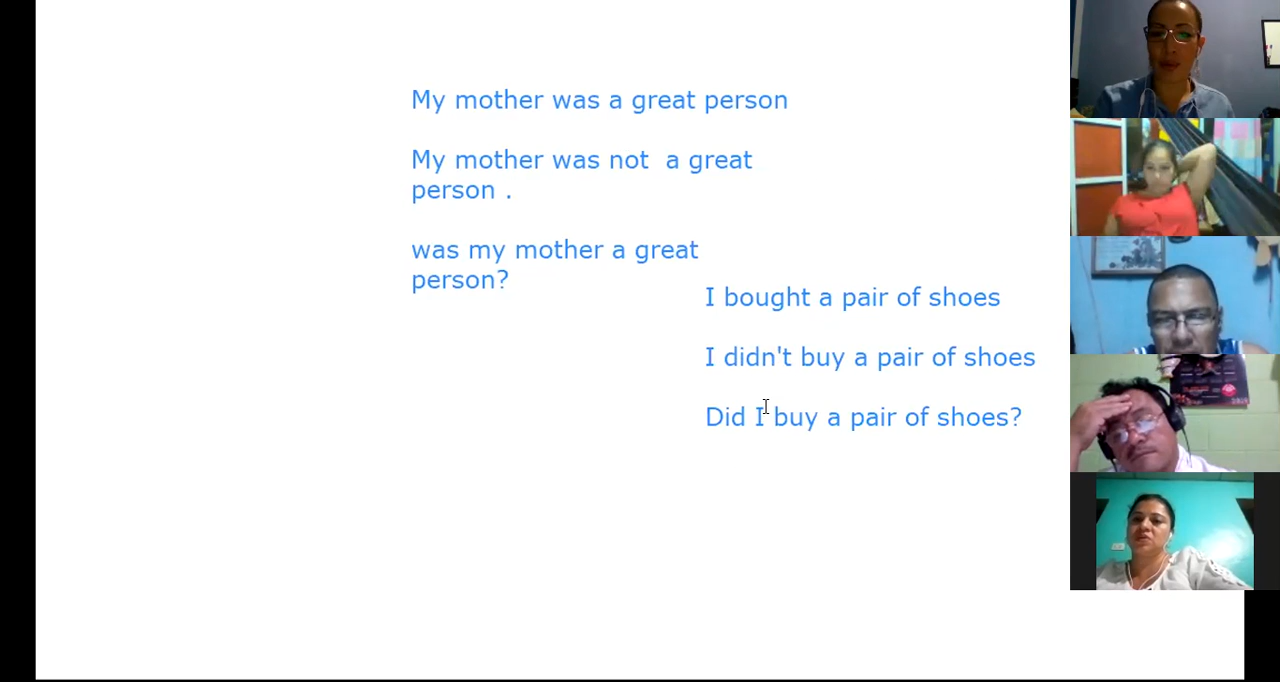 My mother was a great person
My mother was not  a great
person .
was my mother a great
person?
I bought a pair of shoes
I didn't buy a pair of shoes
Did I buy a pair of shoes?